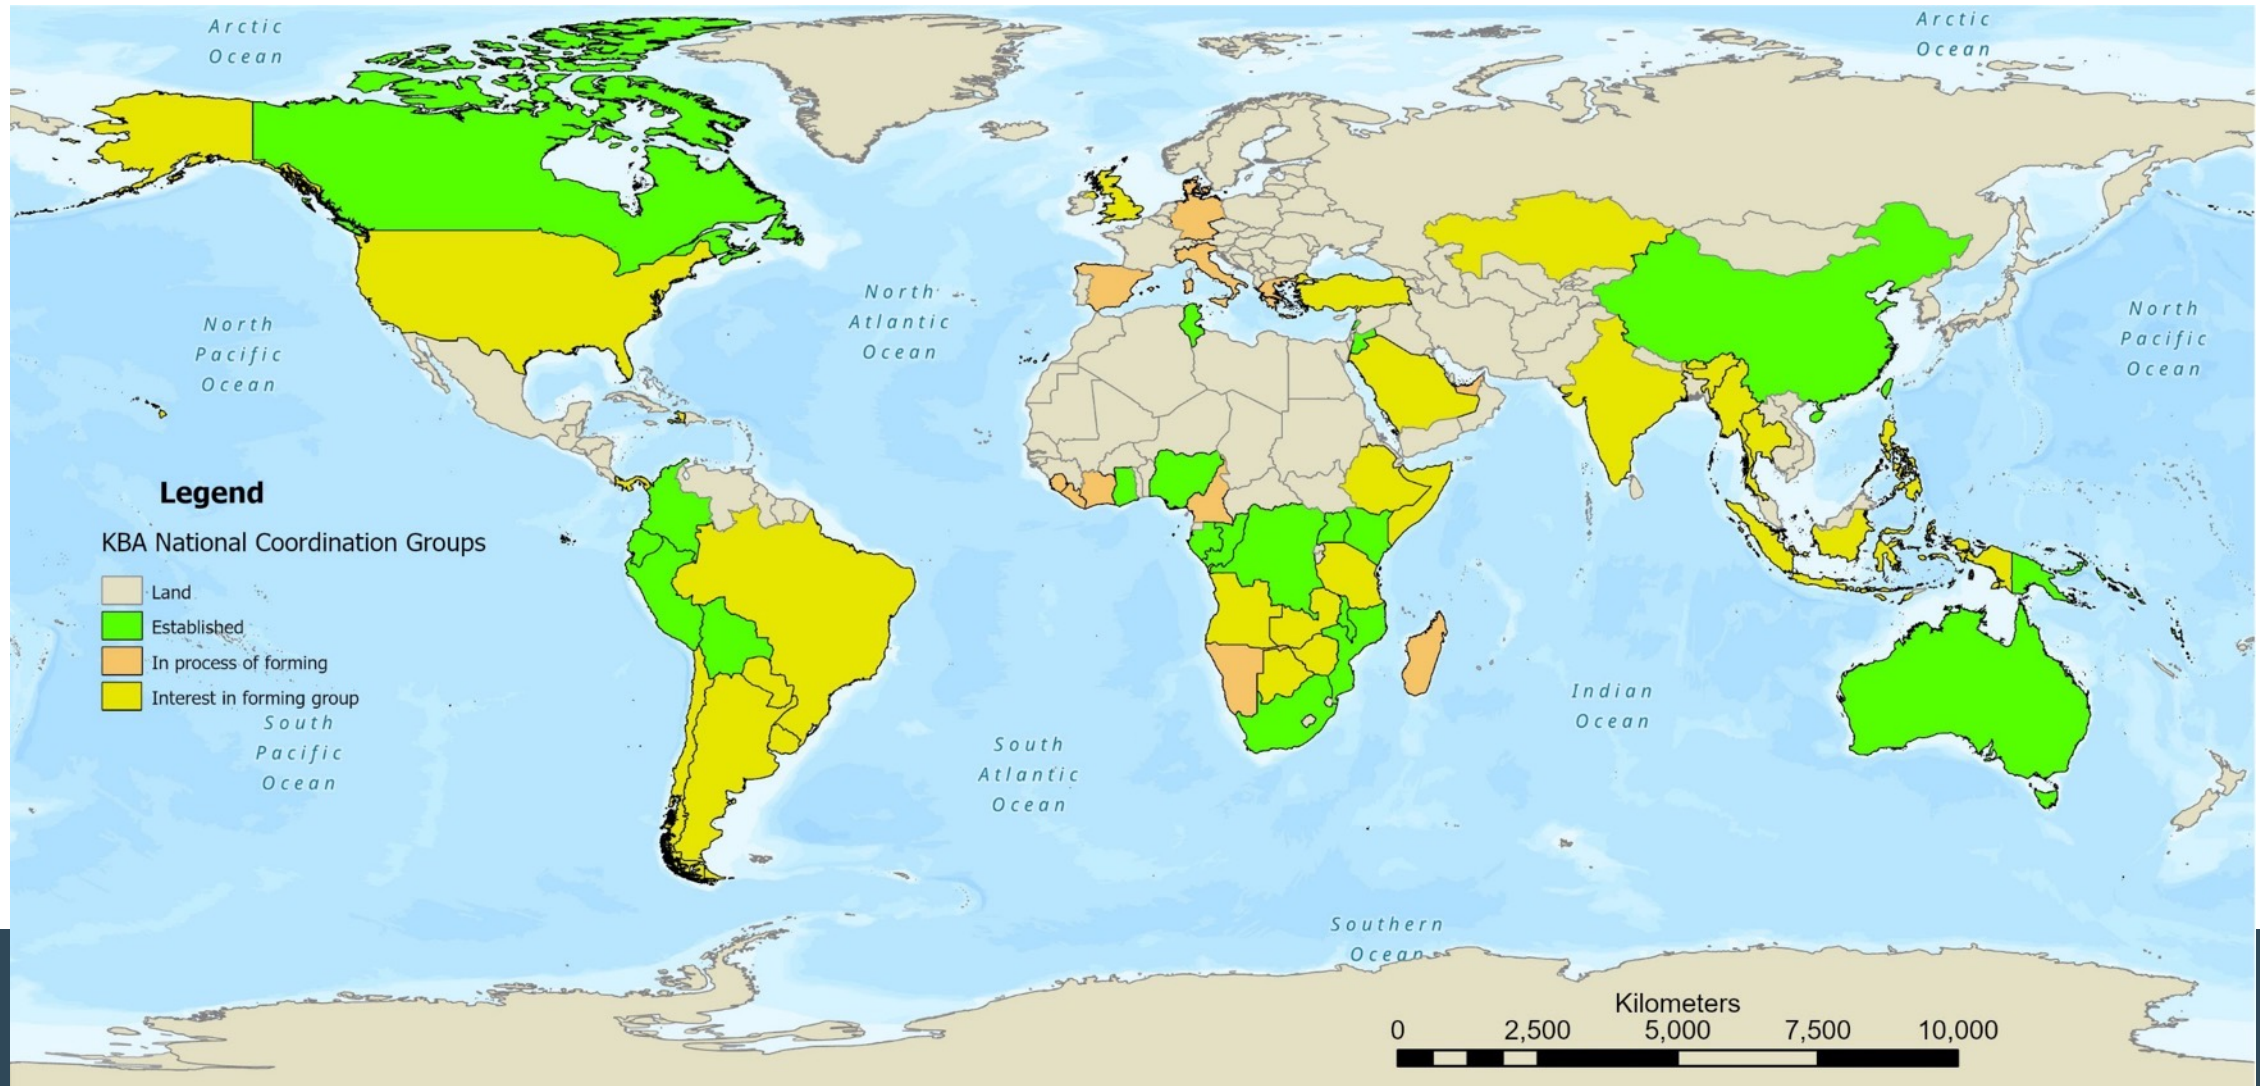 Arctic
Ocean
Arctic
Ocean
North
Atlantic
Ocean
North
Pacific
Ocean
North
Pacific
Ocean
Legend
KBA National Coordination Groups
Land
Established
In process of forming
Interest in forming group
South
Pacific
Ocean
South
Atlantic
Ocean
Indian
Ocean
Southern
Ocean
Kilometers
0 2,500 5,000 7,500 10,000